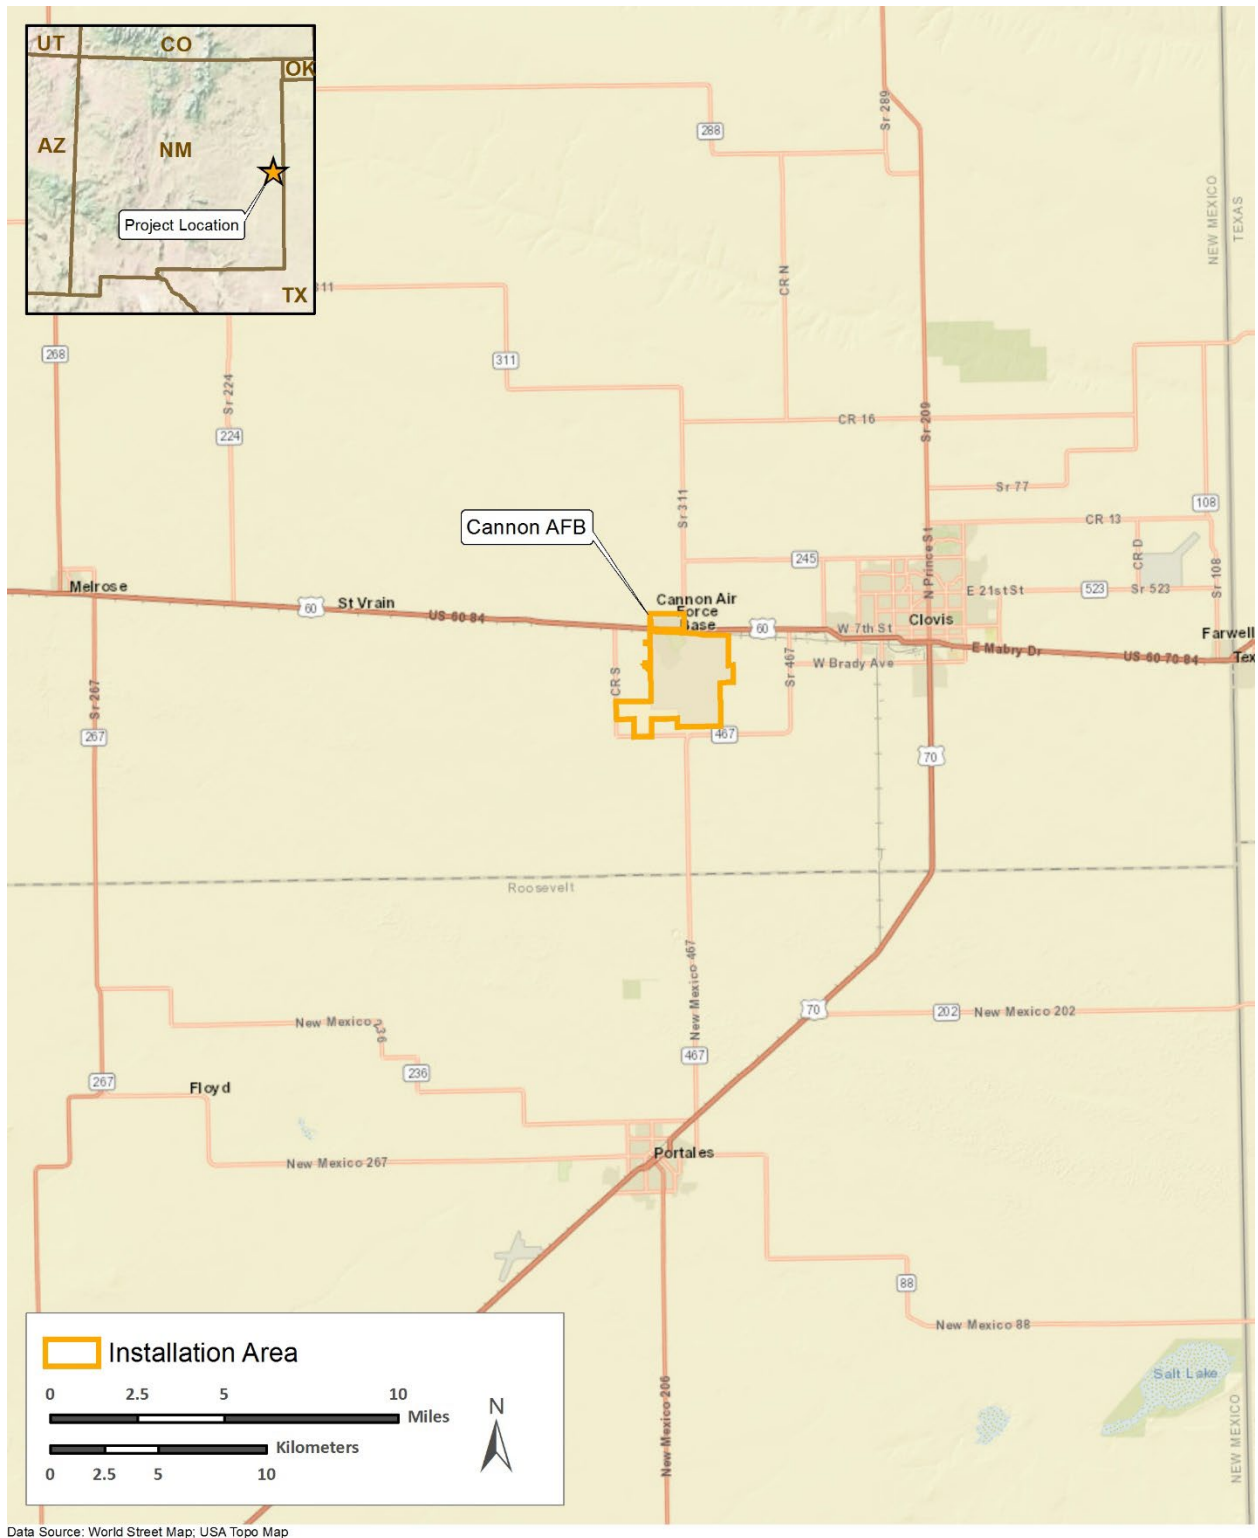 UT
CO
OK
AZ
NM
Project Location
TX
288
Sr 289
NEW MEXICO
TEXAS
CR N
311
268
Sr 224
311
224
CR 16
Sr 209
Sr 77
108
Sr 311
Cannon AFB
CR 13
N Prince St
CR D
245
Sr 108
Melrose
E 21st St
523
Sr 523
60
St Vrain
US 60-84
Cannon Air
Force
Base
60
W 7th St
Clovis
Farwell
E Mabry Dr
US 60-70-84
Tex
W Brady Ave
CR S
Sr 467
Sr 267
267
467
70
Roosevelt
New Mexico 467
70
202
New Mexico 202
New Mexico 236
467
267
Floyd
236
New Mexico 267
Portales
88
New Mexico 88
Salt Lake
New Mexico 206
NEW MEXICO
Installation Area
0 2.5 5 10
Miles
N
Kilometers
0 2.5 5 10
Data Source: World Street Map; USA Topo Map